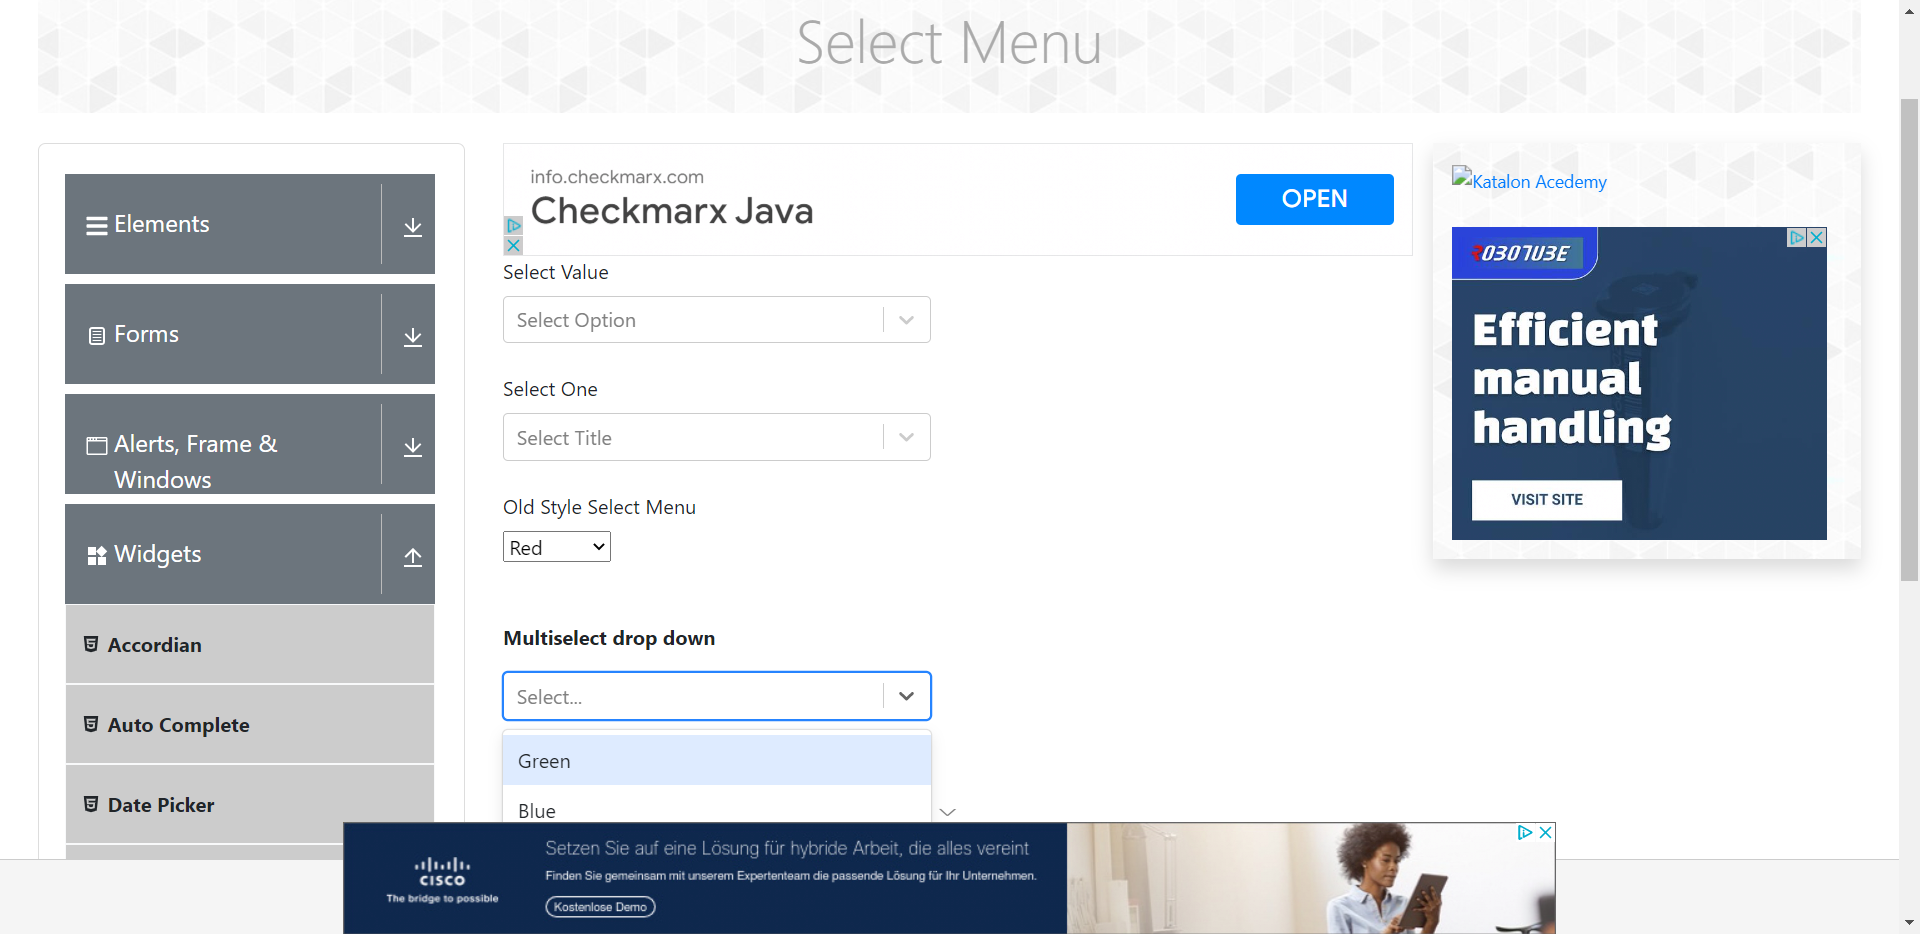 Select Menu
Elements
Forms
Alerts, Frame &
Windows
Widgets
Accordian
Auto Complete
Date Picker
info.checkmarx.com
Checkmarx Java
OPEN
Select Value
Select Option
Select One
Select Title
Old Style Select Menu
Red
Multiselect drop down
Select...
Green
Blue
Katalon Acedemy
ROBOTUBE
Efficient
manual
handling
VISIT SITE
CISCO
The bridge to possible
Setzen Sie auf eine Lösung für hybride Arbeit, die alles vereint
Finden Sie gemeinsam mit unserem Expertenteam die passende Lösung für Ihr Unternehmen.
Kostenlose Demo